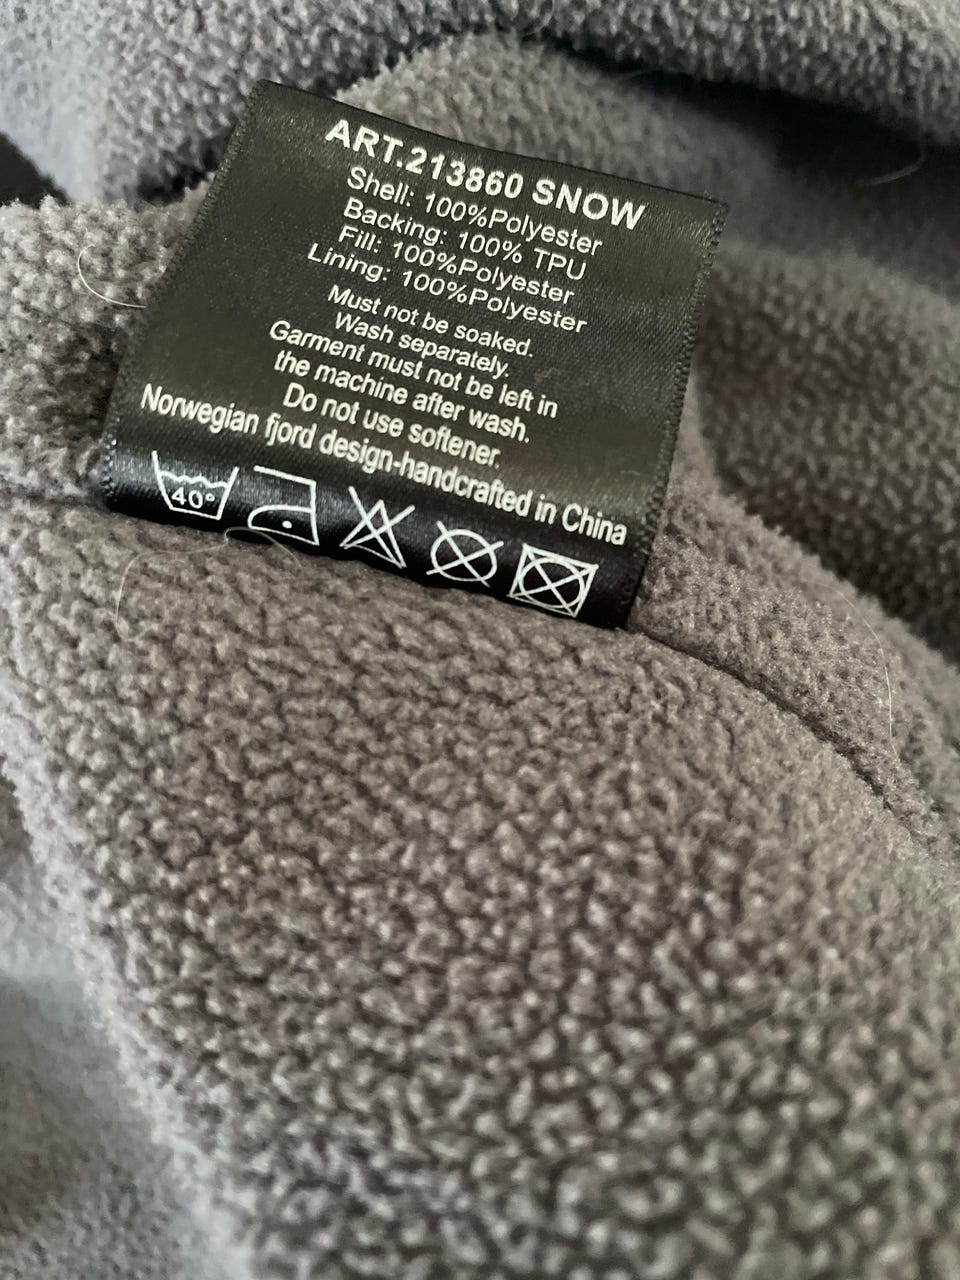 ART.213860 SNOW
Shell: 100%Polyester
Backing: 100% TPU
Fill: 100%Polyester
Lining: 100%Polyester
Must not be soaked.
Wash separately.
Garment must not be left in
the machine after wash.
Do not use softener.
Norwegian fjord design-handcrafted in China
40°